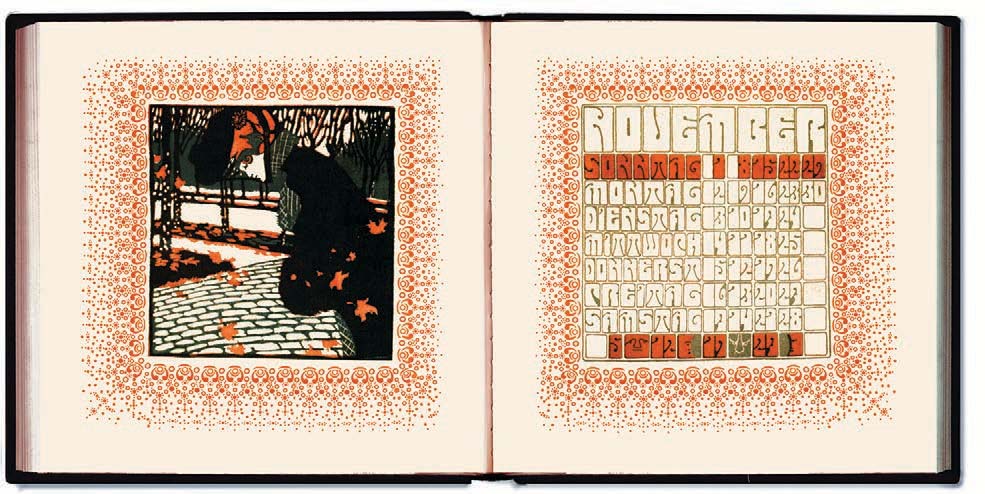 NOVEMBER
SONNTAG 1 8 15 22 29
MONTAG 2 9 16 23 30
DIENSTAG 3 10 17 24
MITTWOCH 4 11 18 25
DONNERST 5 12 19 26
FREITAG 6 13 20 27
SAMSTAG 7 14 21 28